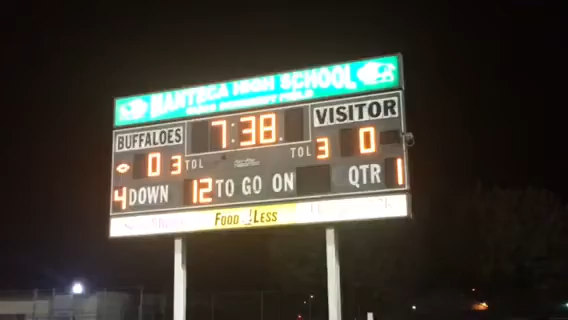 MANTECA HIGH SCHOOL
BUFFALOES 7:38. VISITOR
0 3 TOL TOL 3 0
4 DOWN 12 TO GO ON QTR 1
FOOD 4 LESS